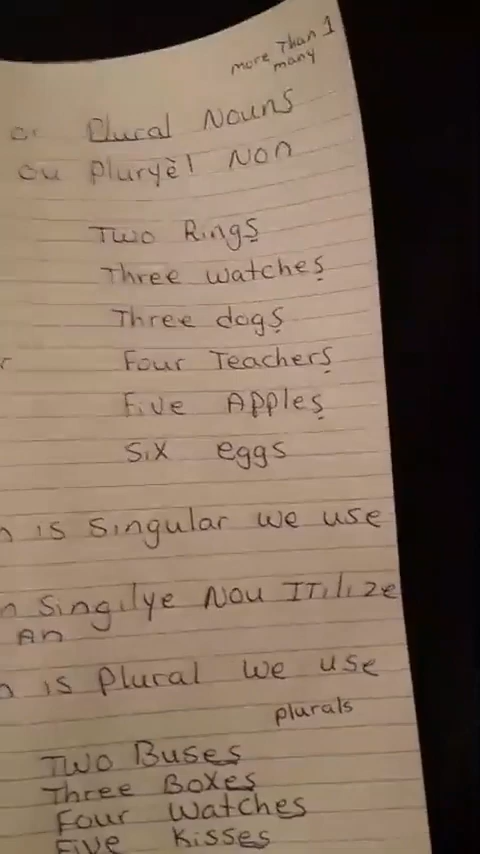 more Than 1
many
or Plural Nouns
ou Pluryèl Non
Two Rings
Three watches
Three dogs
r
Four Teachers
Five Apples
Six eggs
n is singular we use
n Singilye Nou ITilize
An
n is Plural we use
plurals
Two Buses
Three Boxes
Four Watches
Five Kisses